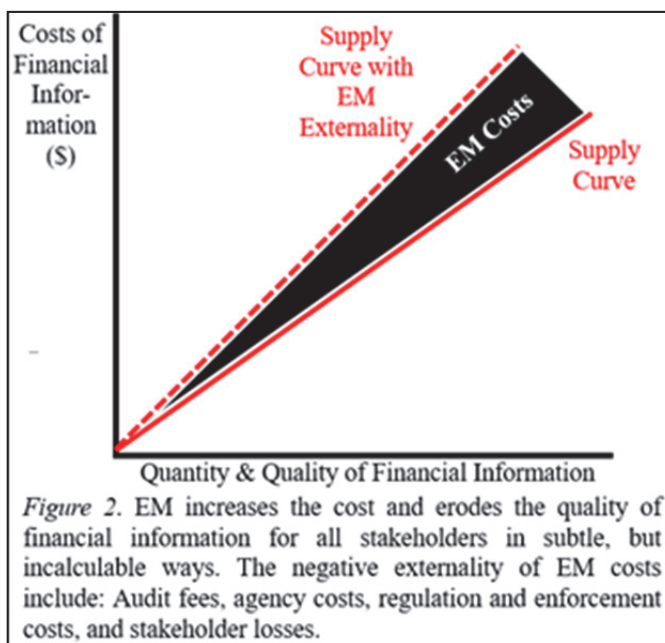 Costs of
Financial
Infor-
mation
($)
Supply
Curve with
EM
Externality
EM Costs
Supply
Curve
Quantity & Quality of Financial Information
Figure 2. EM increases the cost and erodes the quality of
financial information for all stakeholders in subtle, but
incalculable ways. The negative externality of EM costs
include: Audit fees, agency costs, regulation and enforcement
costs, and stakeholder losses.